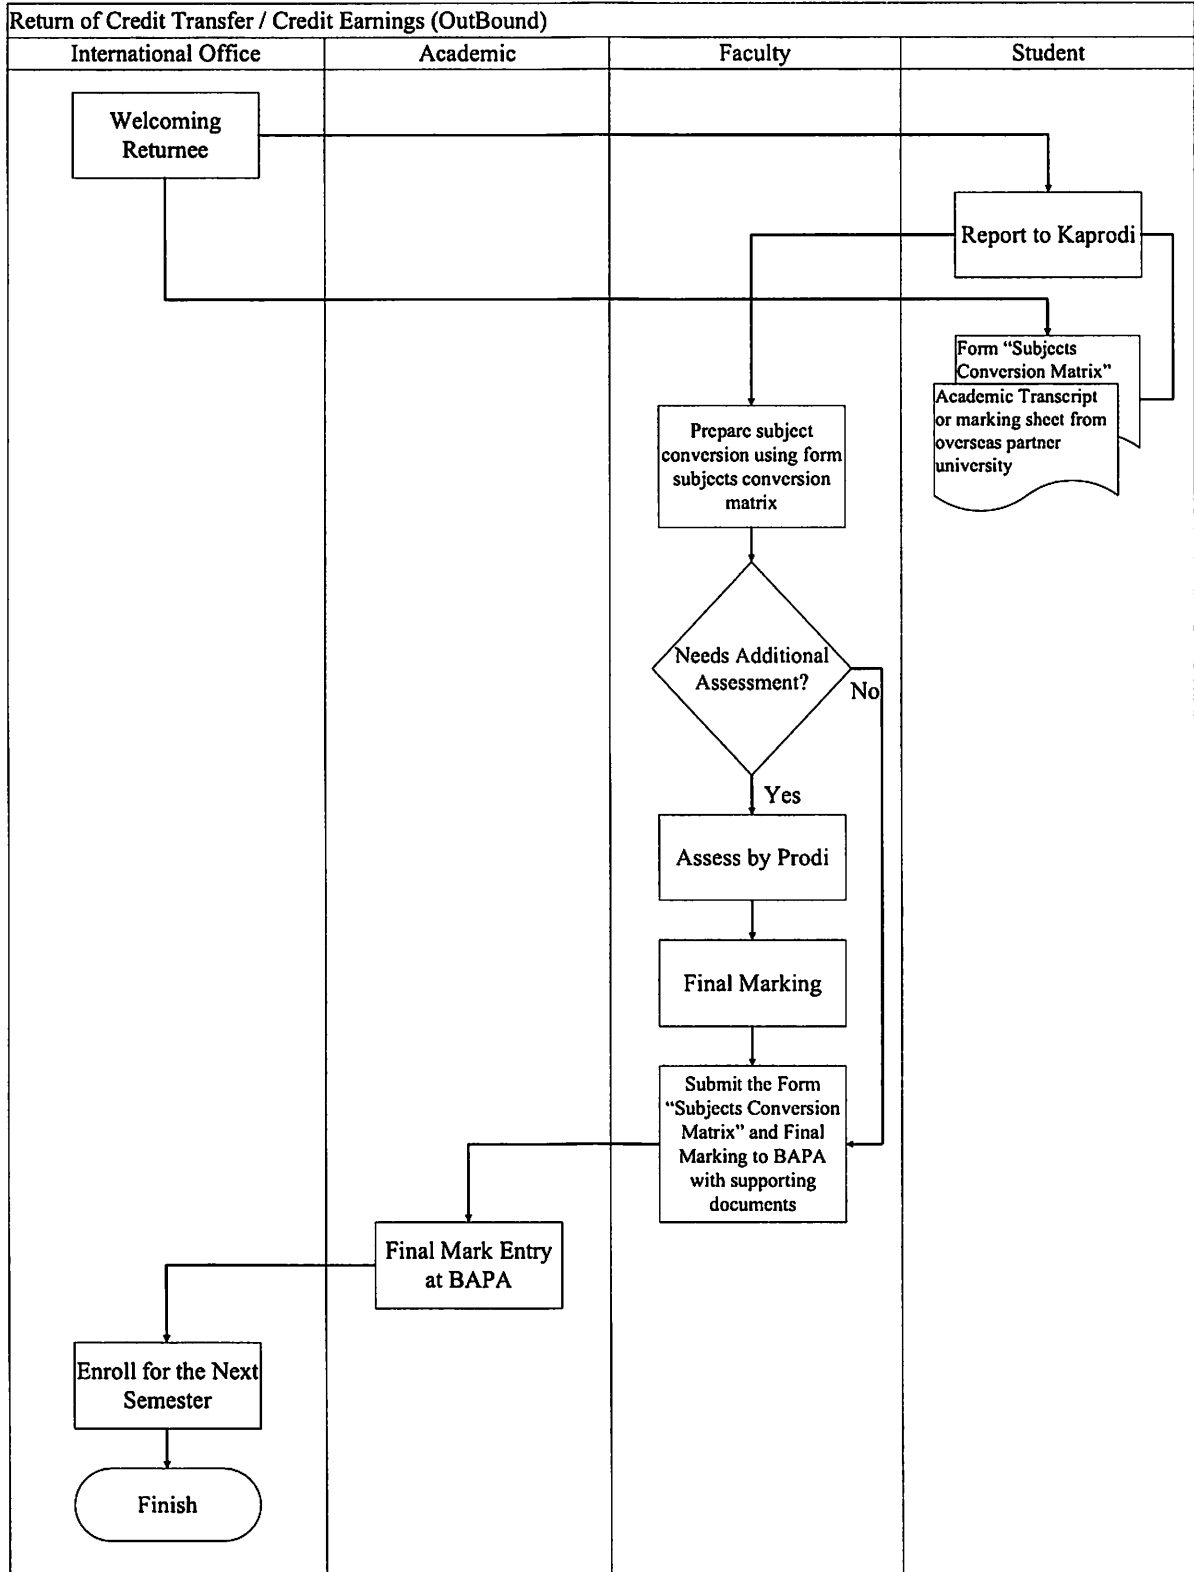 Return of Credit Transfer / Credit Earnings (OutBound)
International Office
Academic
Faculty
Student
Welcoming
Returnee
Report to Kaprodi
Form “Subjects
Conversion Matrix”
Academic Transcript
or marking sheet from
overseas partner
university
Prepare subject
conversion using form
subjects conversion
matrix
Needs Additional
Assessment?
No
Yes
Assess by Prodi
Final Marking
Submit the Form
“Subjects Conversion
Matrix” and Final
Marking to BAPA
with supporting
documents
Final Mark Entry
at BAPA
Enroll for the Next
Semester
Finish